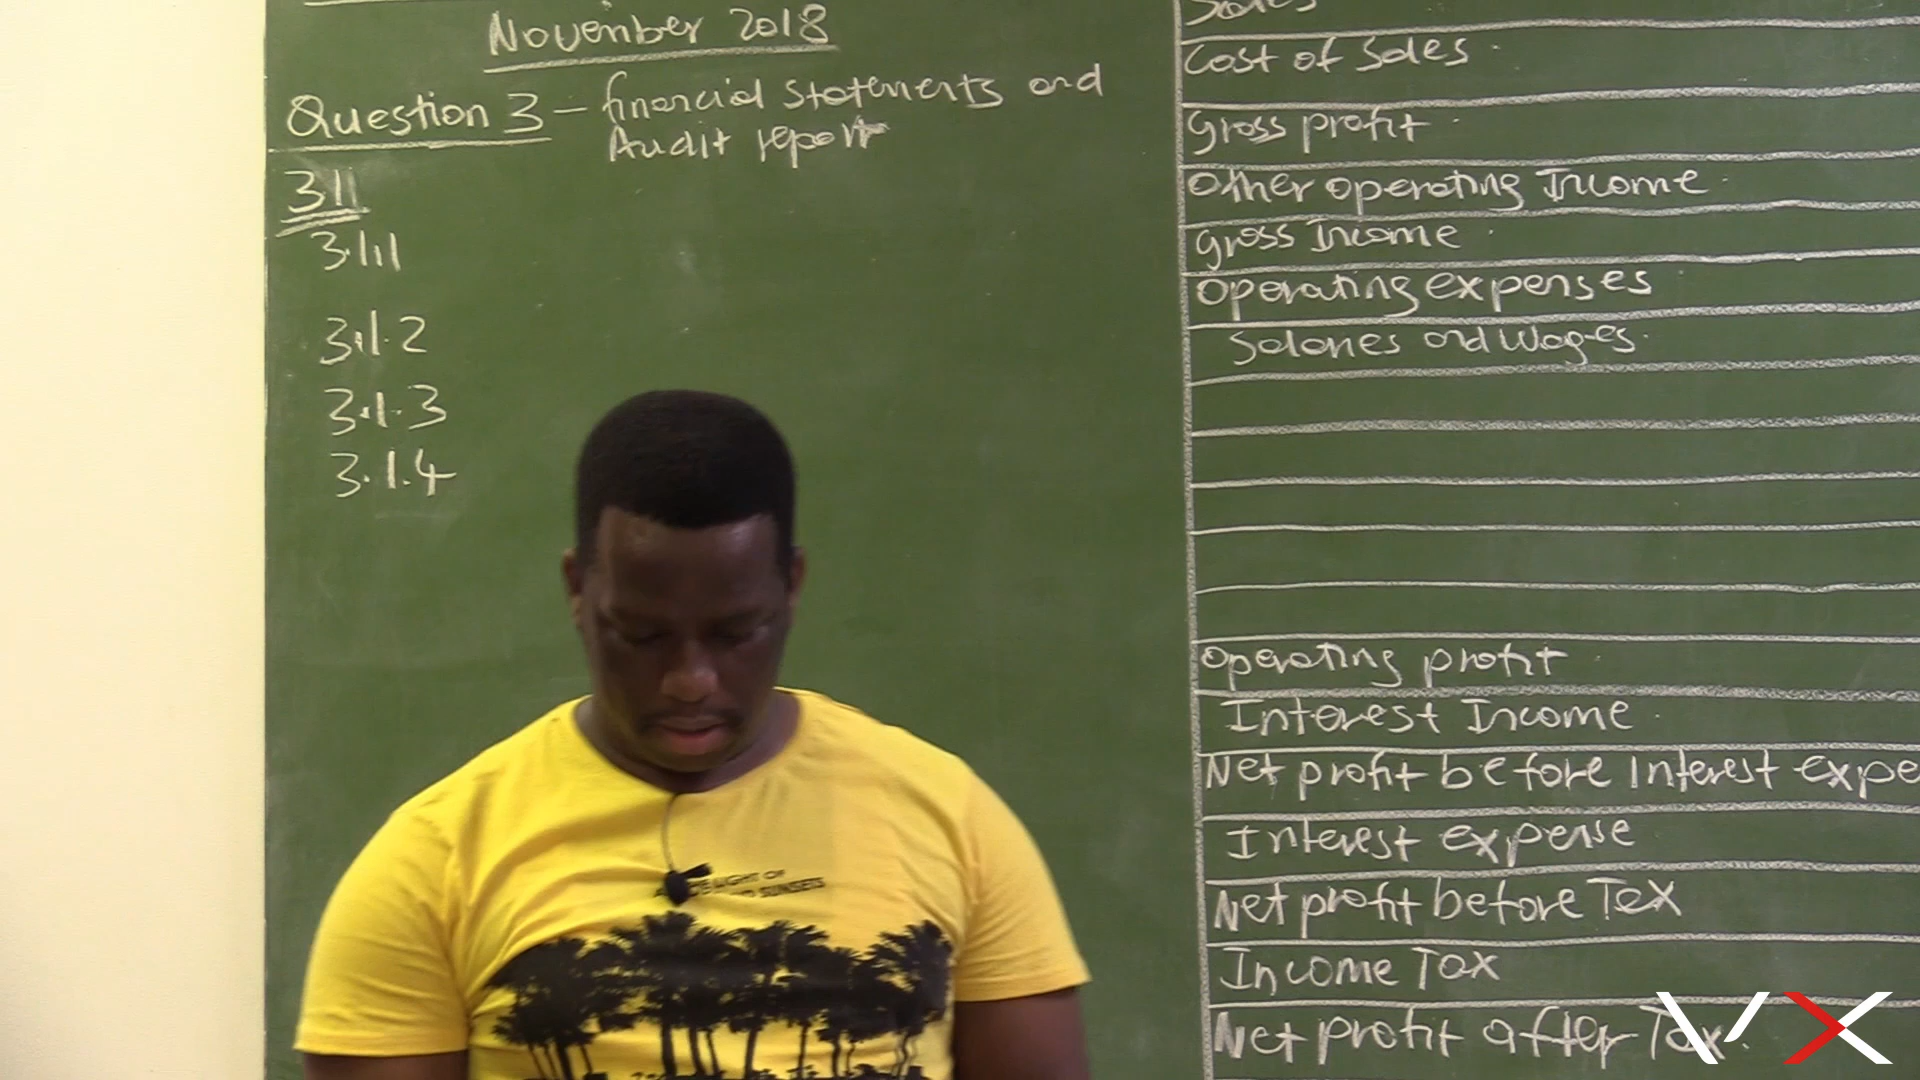 November 2018
Question 3 – financial statements and
Audit report
3.1
3.1.1
3.1.2
3.1.3
3.1.4
Sales
Cost of Sales
Gross profit
Other operating Income
Gross Income
Operating expenses
Salaries and Wages
Operating profit
Interest Income
Net profit before Interest expe
Interest expense
Net profit before Tax
Income Tax
Net profit after Tax
SUNSETS
VX